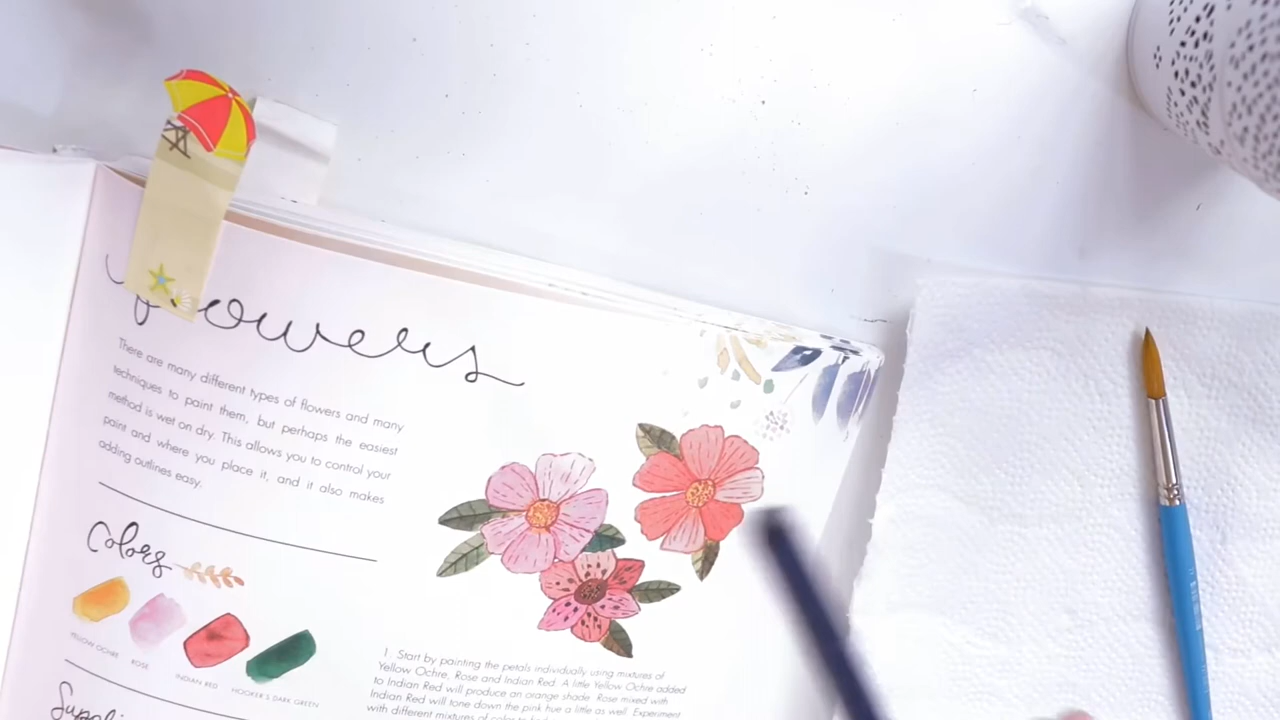 flowers
There are many different types of flowers and many
techniques to paint them, but perhaps the easiest
method is wet on dry. This allows you to control your
paint and where you place it, and it also makes
adding outlines easy.
Colors
YELLOW OCHRE
ROSE
INDIAN RED
HOOKER'S DARK GREEN
1 Start by painting the petals individually using mixtures of
Yellow Ochre, Rose and Indian Red. A little Yellow Ochre added
to Indian Red will produce an orange shade. Rose mixed with
Indian Red will tone down the pink hue a little as well. Experiment
with different mixtures of color to